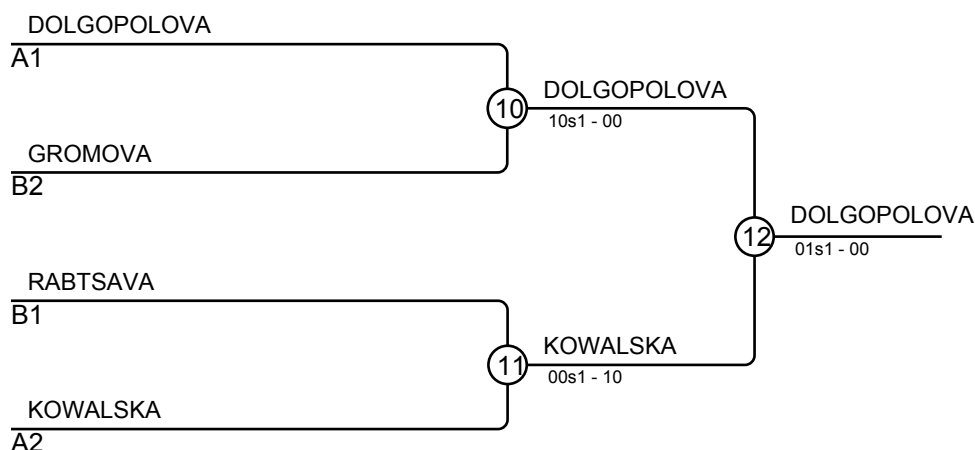 DOLGOPOLOVA
A1
10
DOLGOPOLOVA
10s1 - 00
GROMOVA
B2
12
DOLGOPOLOVA
01s1 - 00
RABTSAVA
B1
11
KOWALSKA
00s1 - 10
KOWALSKA
A2